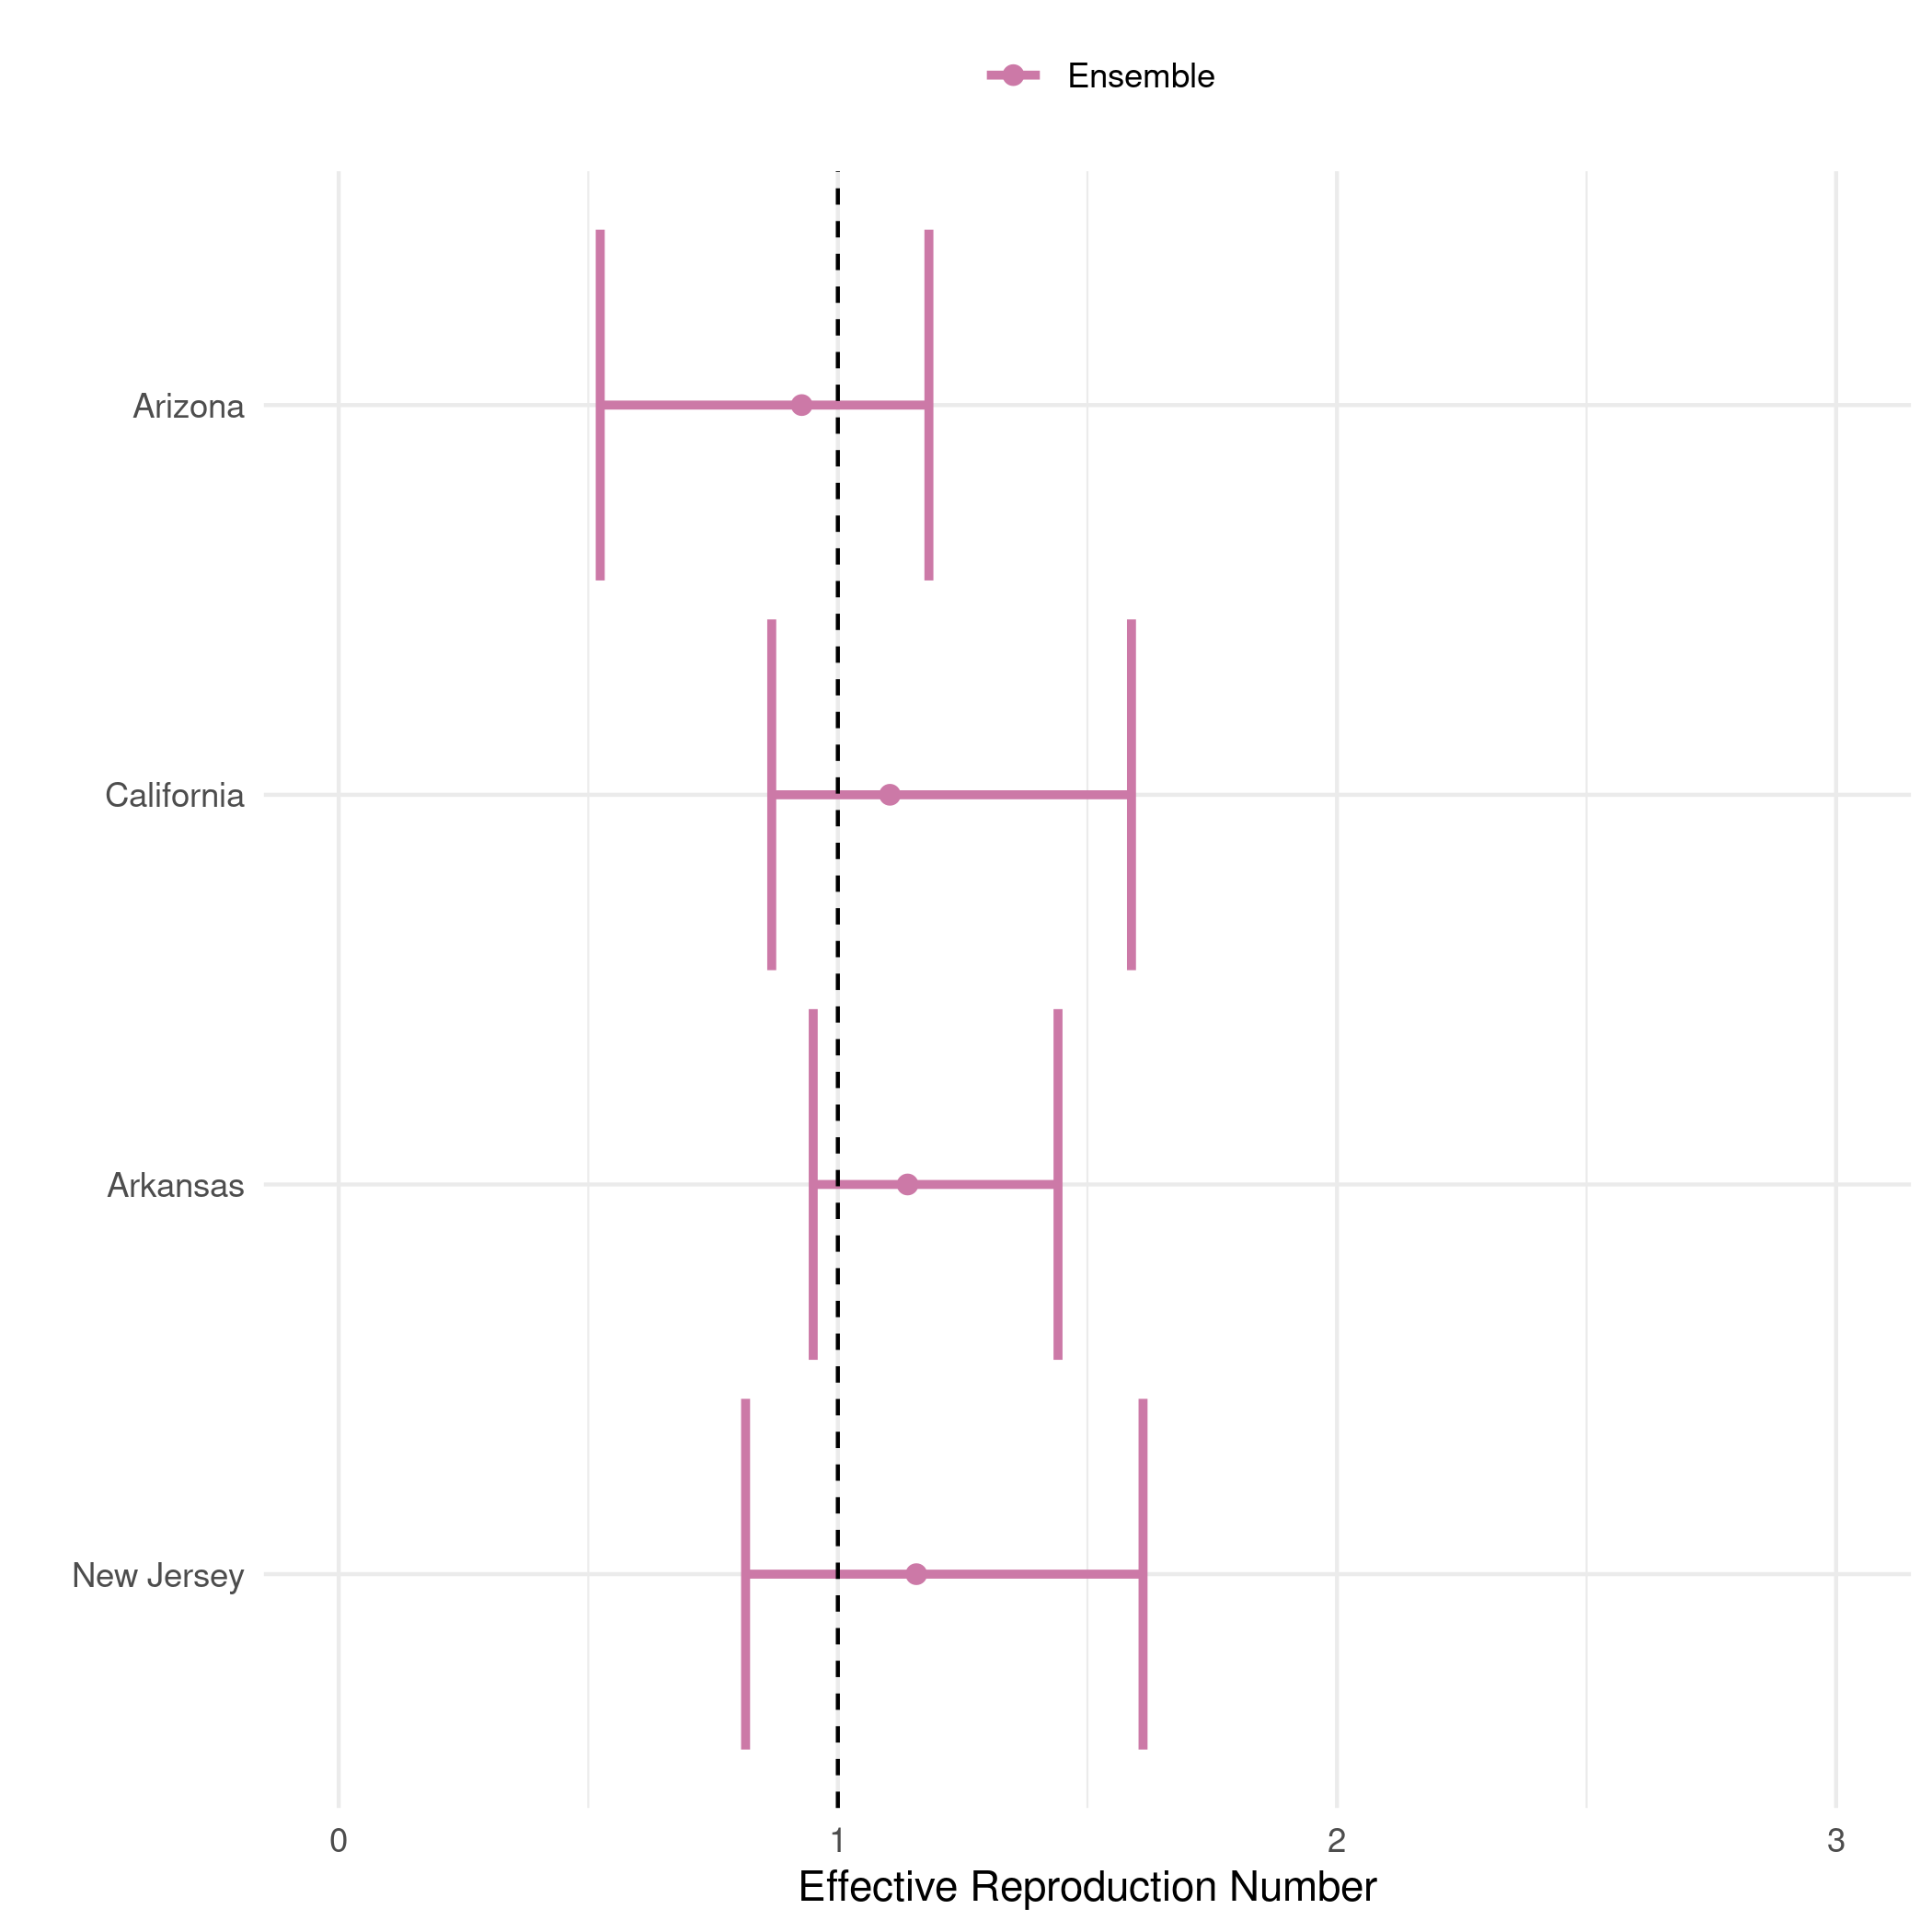 Ensemble
Arizona
California
Arkansas
New Jersey
0 1 2 3
Effective Reproduction Number